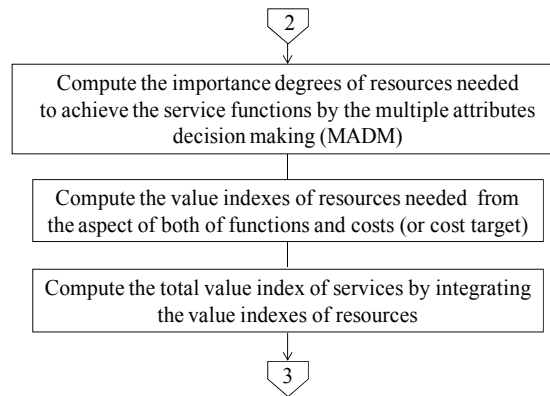 2
Compute the importance degrees of resources needed
to achieve the service functions by the multiple attributes
decision making (MADM)
Compute the value indexes of resources needed from
the aspect of both of functions and costs (or cost target)
Compute the total value index of services by integrating
the value indexes of resources
3